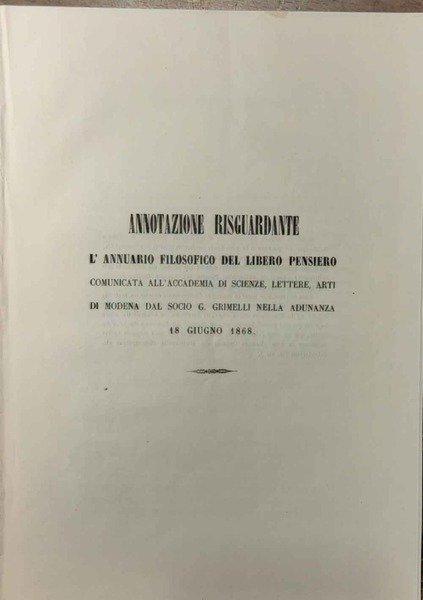 ANNOTAZIONE RISGUARDANTE
L' ANNUARIO FILOSOFICO DEL LIBERO PENSIERO
COMUNICATA ALL'ACCADEMIA DI SCIENZE, LETTERE, ARTI
DI MODENA DAL SOCIO G. GRIMELLI NELLA ADUNANZA
18 GIUGNO 1868.